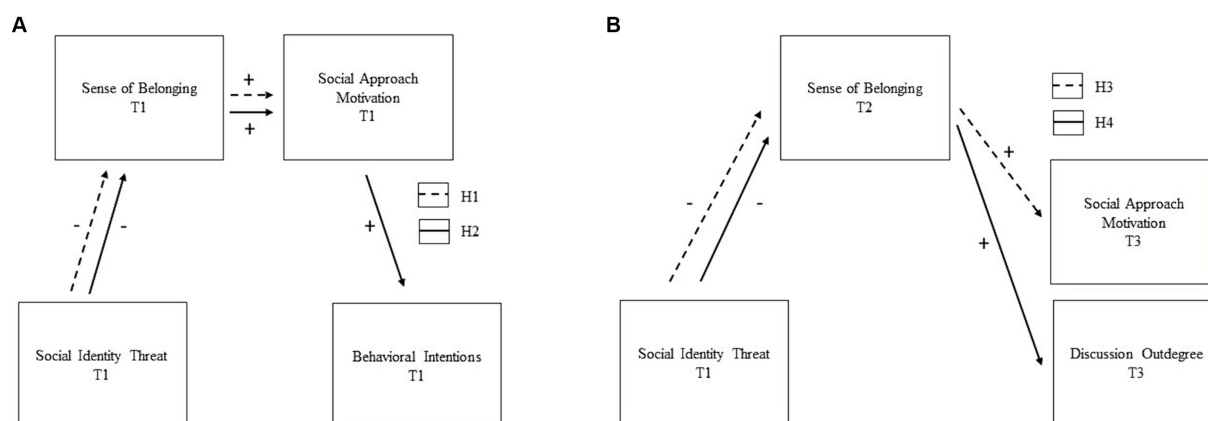 A
Sense of Belonging
T1
+
+
Social Approach
Motivation
T1
-
-
+
H1
H2
Social Identity Threat
T1
Behavioral Intentions
T1
B
Sense of Belonging
T2
H3
H4
-
-
+
+
Social Approach
Motivation
T3
Social Identity Threat
T1
Discussion Outdegree
T3